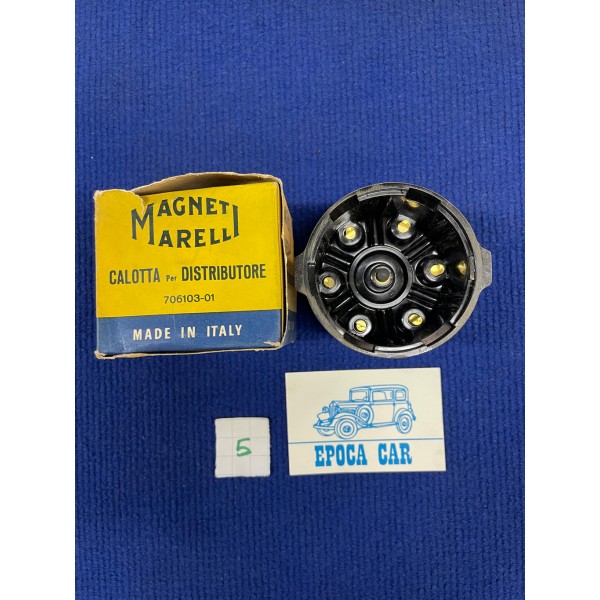 MAGNETI
MARELLI
CALOTTA Per DISTRIBUTORE
706103-01
MADE IN ITALY
5
EPOCA CAR